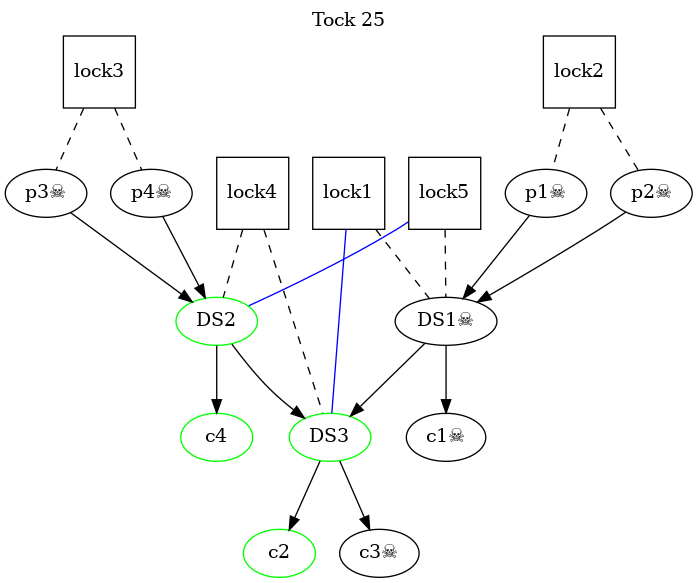 Tock 25
lock3
lock2
p3☠
p4☠
lock4
lock1
lock5
p1☠
p2☠
DS2
DS1☠
c4
DS3
c1☠
c2
c3☠